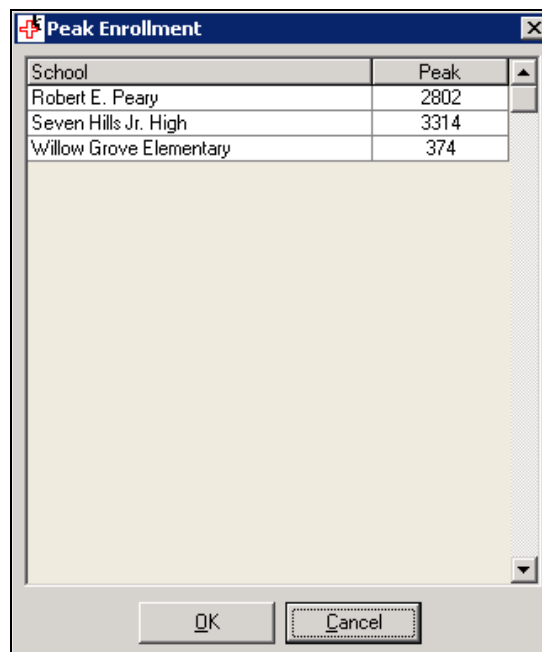 Peak Enrollment
School Peak
Robert E. Peary 2802
Seven Hills Jr. High 3314
Willow Grove Elementary 374
OK Cancel